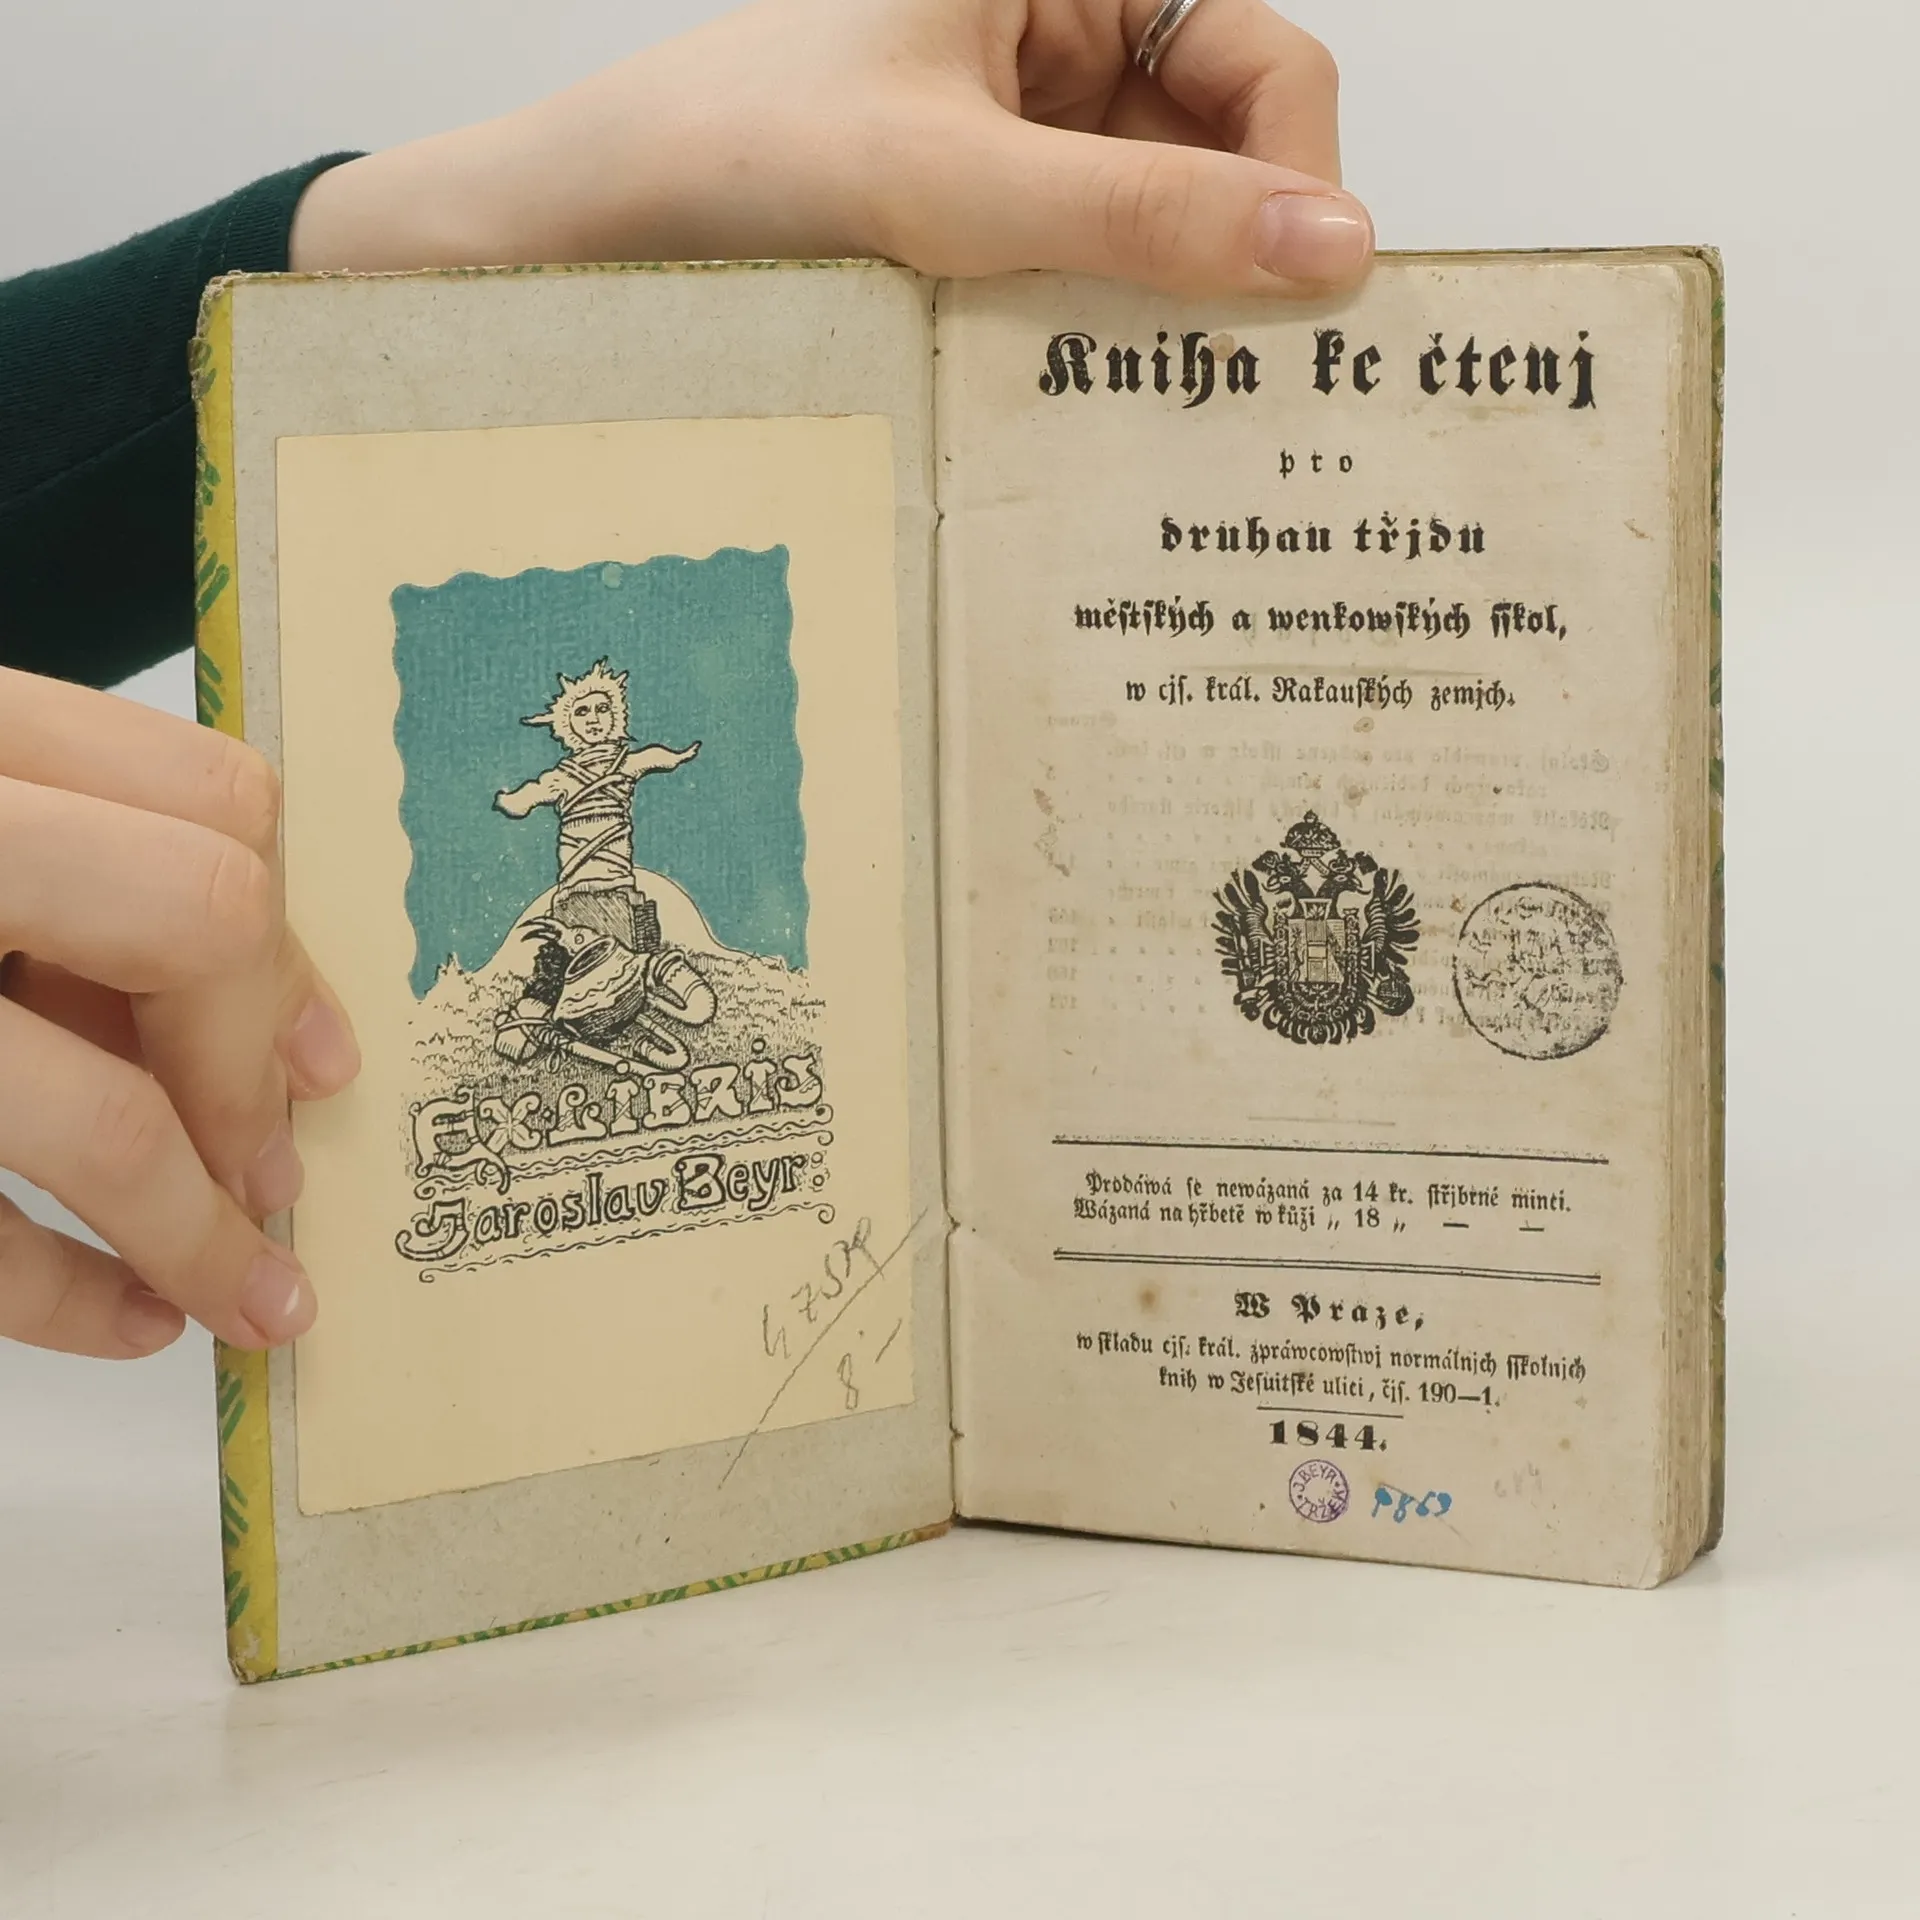 EX·LIBRIS
Jaroslav Beyr
Kniha ke čtenj
pro
druhau třjdu
městských a wenkowských sskol,
w cjs. král. Rakauských zemjch.
Prodáwá se newázaná za 14 kr. střjbrné minci.
Wázaná na hřbetě w kůži „ 18 „ — —
W Praze,
w skladu cjs. král. zpráwcowstwj normálnjch sskolnjch
knih w Jesuitské ulici, čjs. 190—1.
1844.
J. BEYR TRŽEK